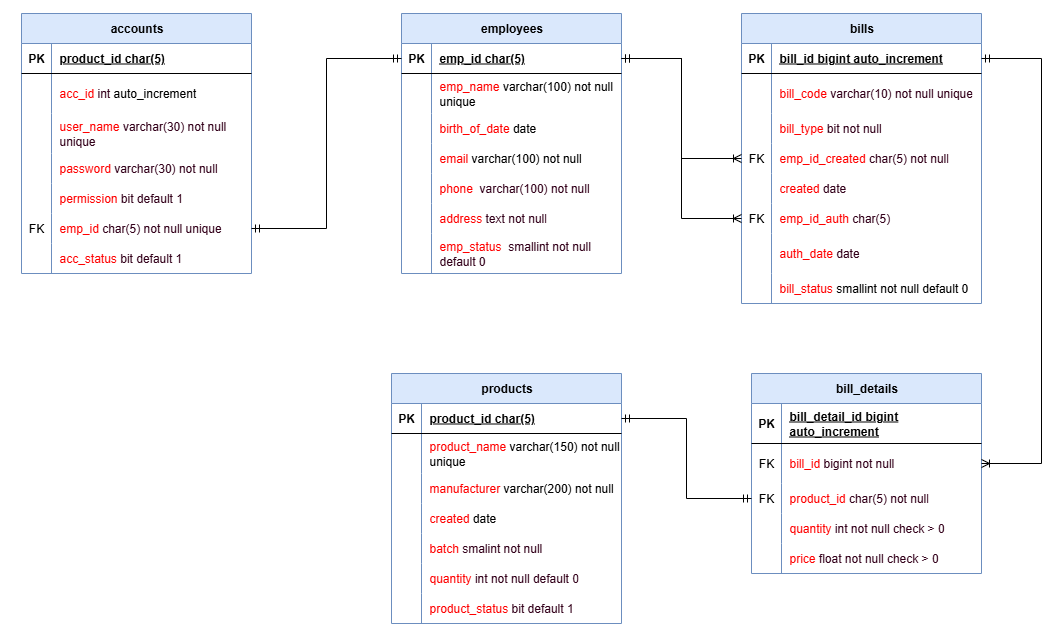 accounts
PK product_id char(5)
acc_id int auto_increment
user_name varchar(30) not null
unique
password varchar(30) not null
permission bit default 1
FK emp_id char(5) not null unique
acc_status bit default 1
employees
PK emp_id char(5)
emp_name varchar(100) not null
unique
birth_of_date date
email varchar(100) not null
phone varchar(100) not null
address text not null
emp_status smallint not null
default 0
bills
PK bill_id bigint auto_increment
bill_code varchar(10) not null unique
bill_type bit not null
FK emp_id_created char(5) not null
created date
FK emp_id_auth char(5)
auth_date date
bill_status smallint not null default 0
products
PK product_id char(5)
product_name varchar(150) not null
unique
manufacturer varchar(200) not null
created date
batch smalint not null
quantity int not null default 0
product_status bit default 1
bill_details
PK bill_detail_id bigint
auto_increment
FK bill_id bigint not null
FK product_id char(5) not null
quantity int not null check > 0
price float not null check > 0